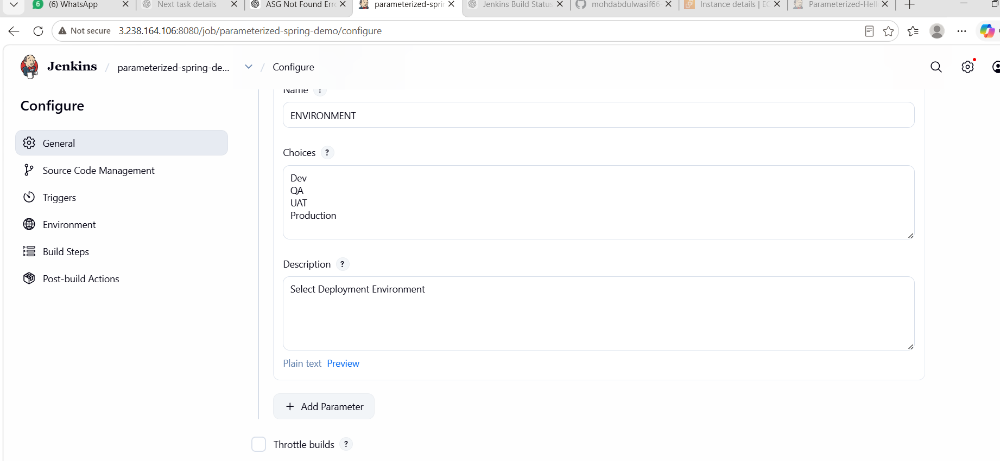 (6) WhatsApp
Next task details
ASG Not Found Erro
parameterized-sprin
Jenkins Build Status
mohdabdulwasif66
Instance details | EC
Parameterized-Hell
6
Not secure
3.238.164.106:8080/job/parameterized-spring-demo/configure
Jenkins / parameterized-spring-de... / Configure
Configure
General
Source Code Management
Triggers
Environment
Build Steps
Post-build Actions
Name ?
ENVIRONMENT
Choices ?
Dev
QA
UAT
Production
Description ?
Select Deployment Environment
Plain text Preview
+ Add Parameter
Throttle builds ?